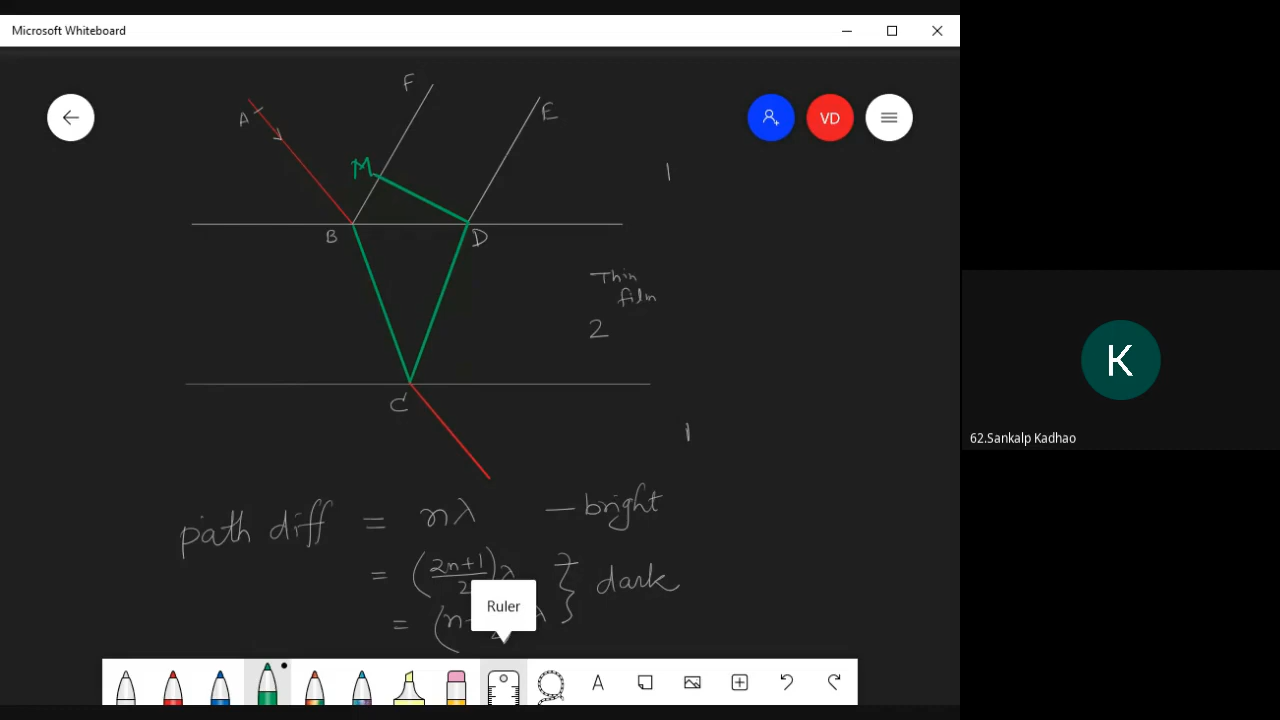 Microsoft Whiteboard
F
E
A
VD
M
1
B
D
Thin
film
2
K
C
1
62.Sankalp Kadhao
path diff = nλ — bright
= (2n+1/2)λ } dark
Ruler
= (n
A